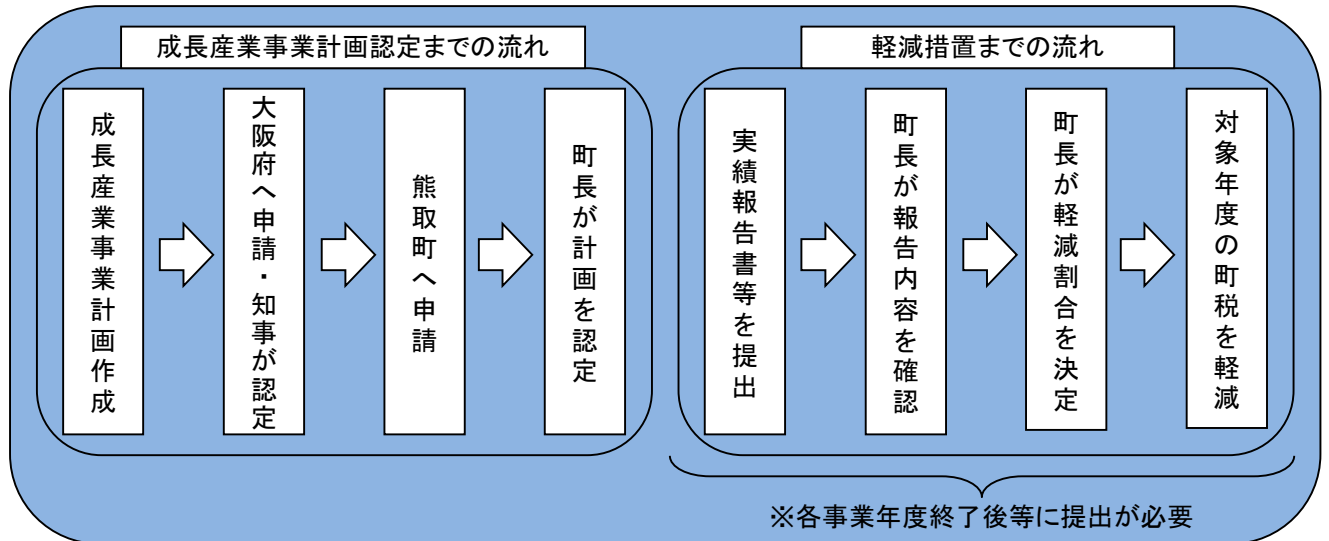 成長産業事業計画認定までの流れ
成長産業事業計画作成
大阪府へ申請・知事が認定
熊取町へ申請
町長が計画を認定
軽減措置までの流れ
実績報告書等を提出
町長が報告内容を確認
町長が軽減割合を決定
対象年度の町税を軽減
※各事業年度終了後等に提出が必要